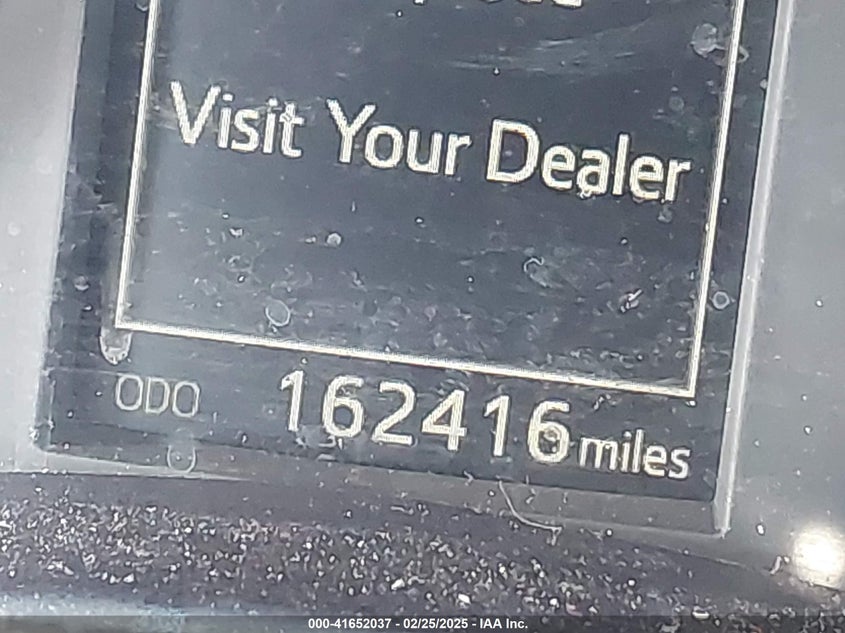 Visit Your Dealer
ODO 162416 miles
000-41652037 - 02/25/2025 - IAA Inc.